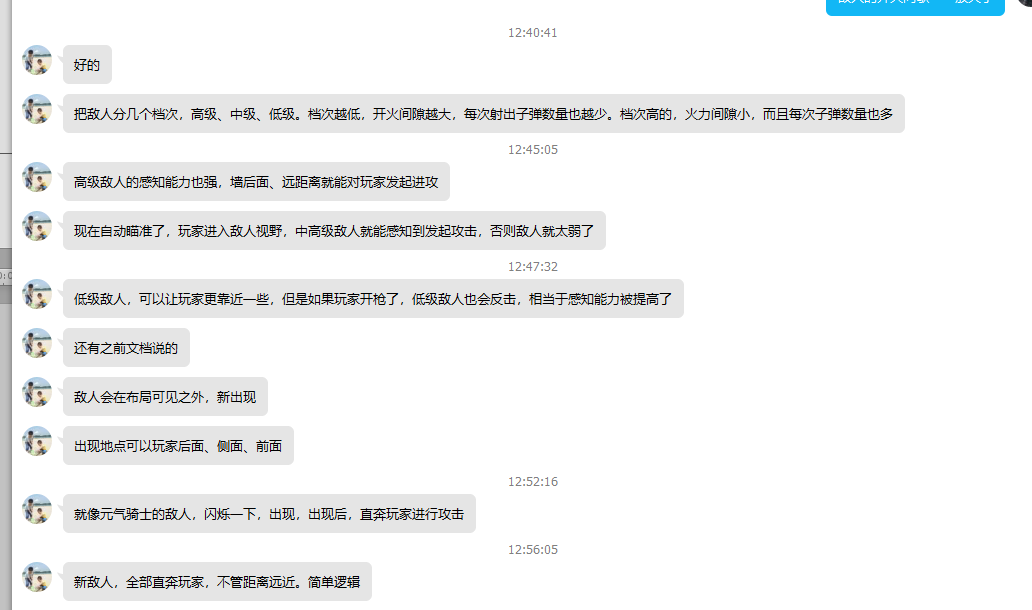 12:40:41
好的
把敌人分几个档次，高级、中级、低级。档次越低，开火间隙越大，每次射出子弹数量也越少。档次高的，火力间隙小，而且每次子弹数量也多
12:45:05
高级敌人的感知能力也强，墙后面、远距离就能对玩家发起进攻
现在自动瞄准了，玩家进入敌人视野，中高级敌人就能感知到发起攻击，否则敌人就太弱了
12:47:32
低级敌人，可以让玩家更靠近一些，但是如果玩家开枪了，低级敌人也会反击，相当于感知能力被提高了
还有之前文档说的
敌人会在布局可见之外，新出现
出现地点可以玩家后面、侧面、前面
12:52:16
就像元气骑士的敌人，闪烁一下，出现，出现后，直奔玩家进行攻击
12:56:05
新敌人，全部直奔玩家，不管距离远近。简单逻辑